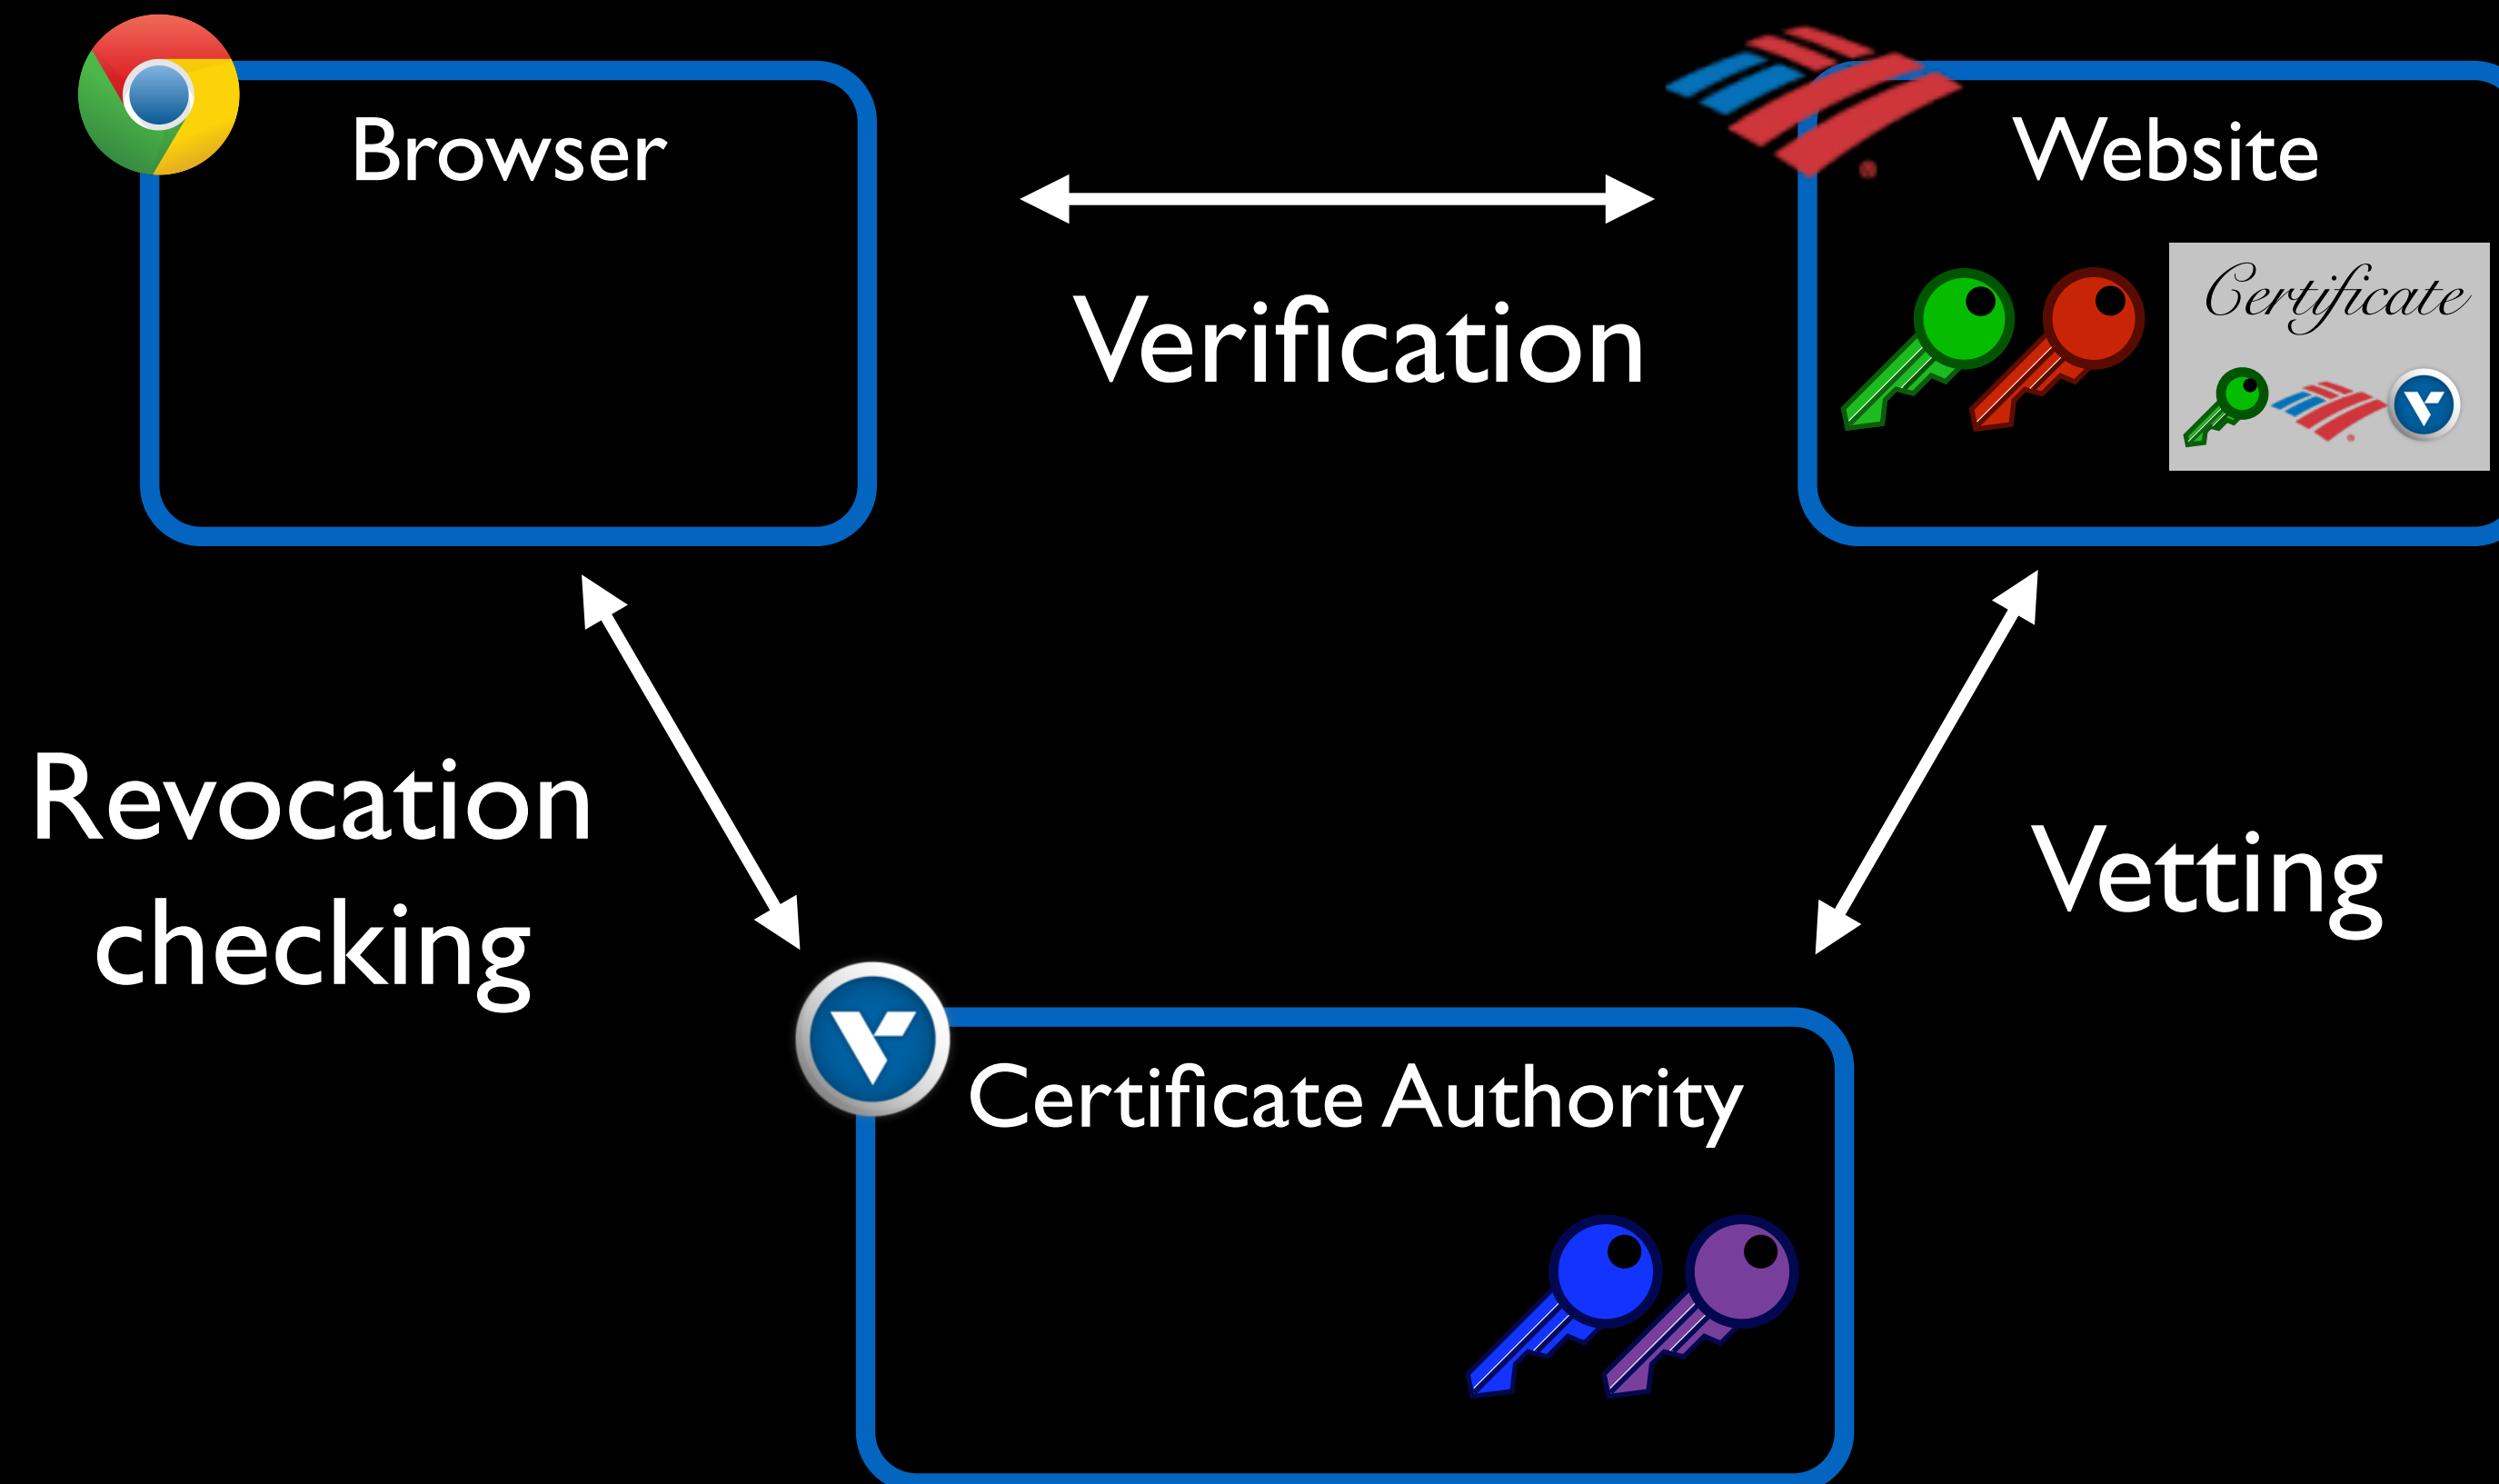 Browser
Website
Verification
Certificate
Revocation
checking
Vetting
Certificate Authority